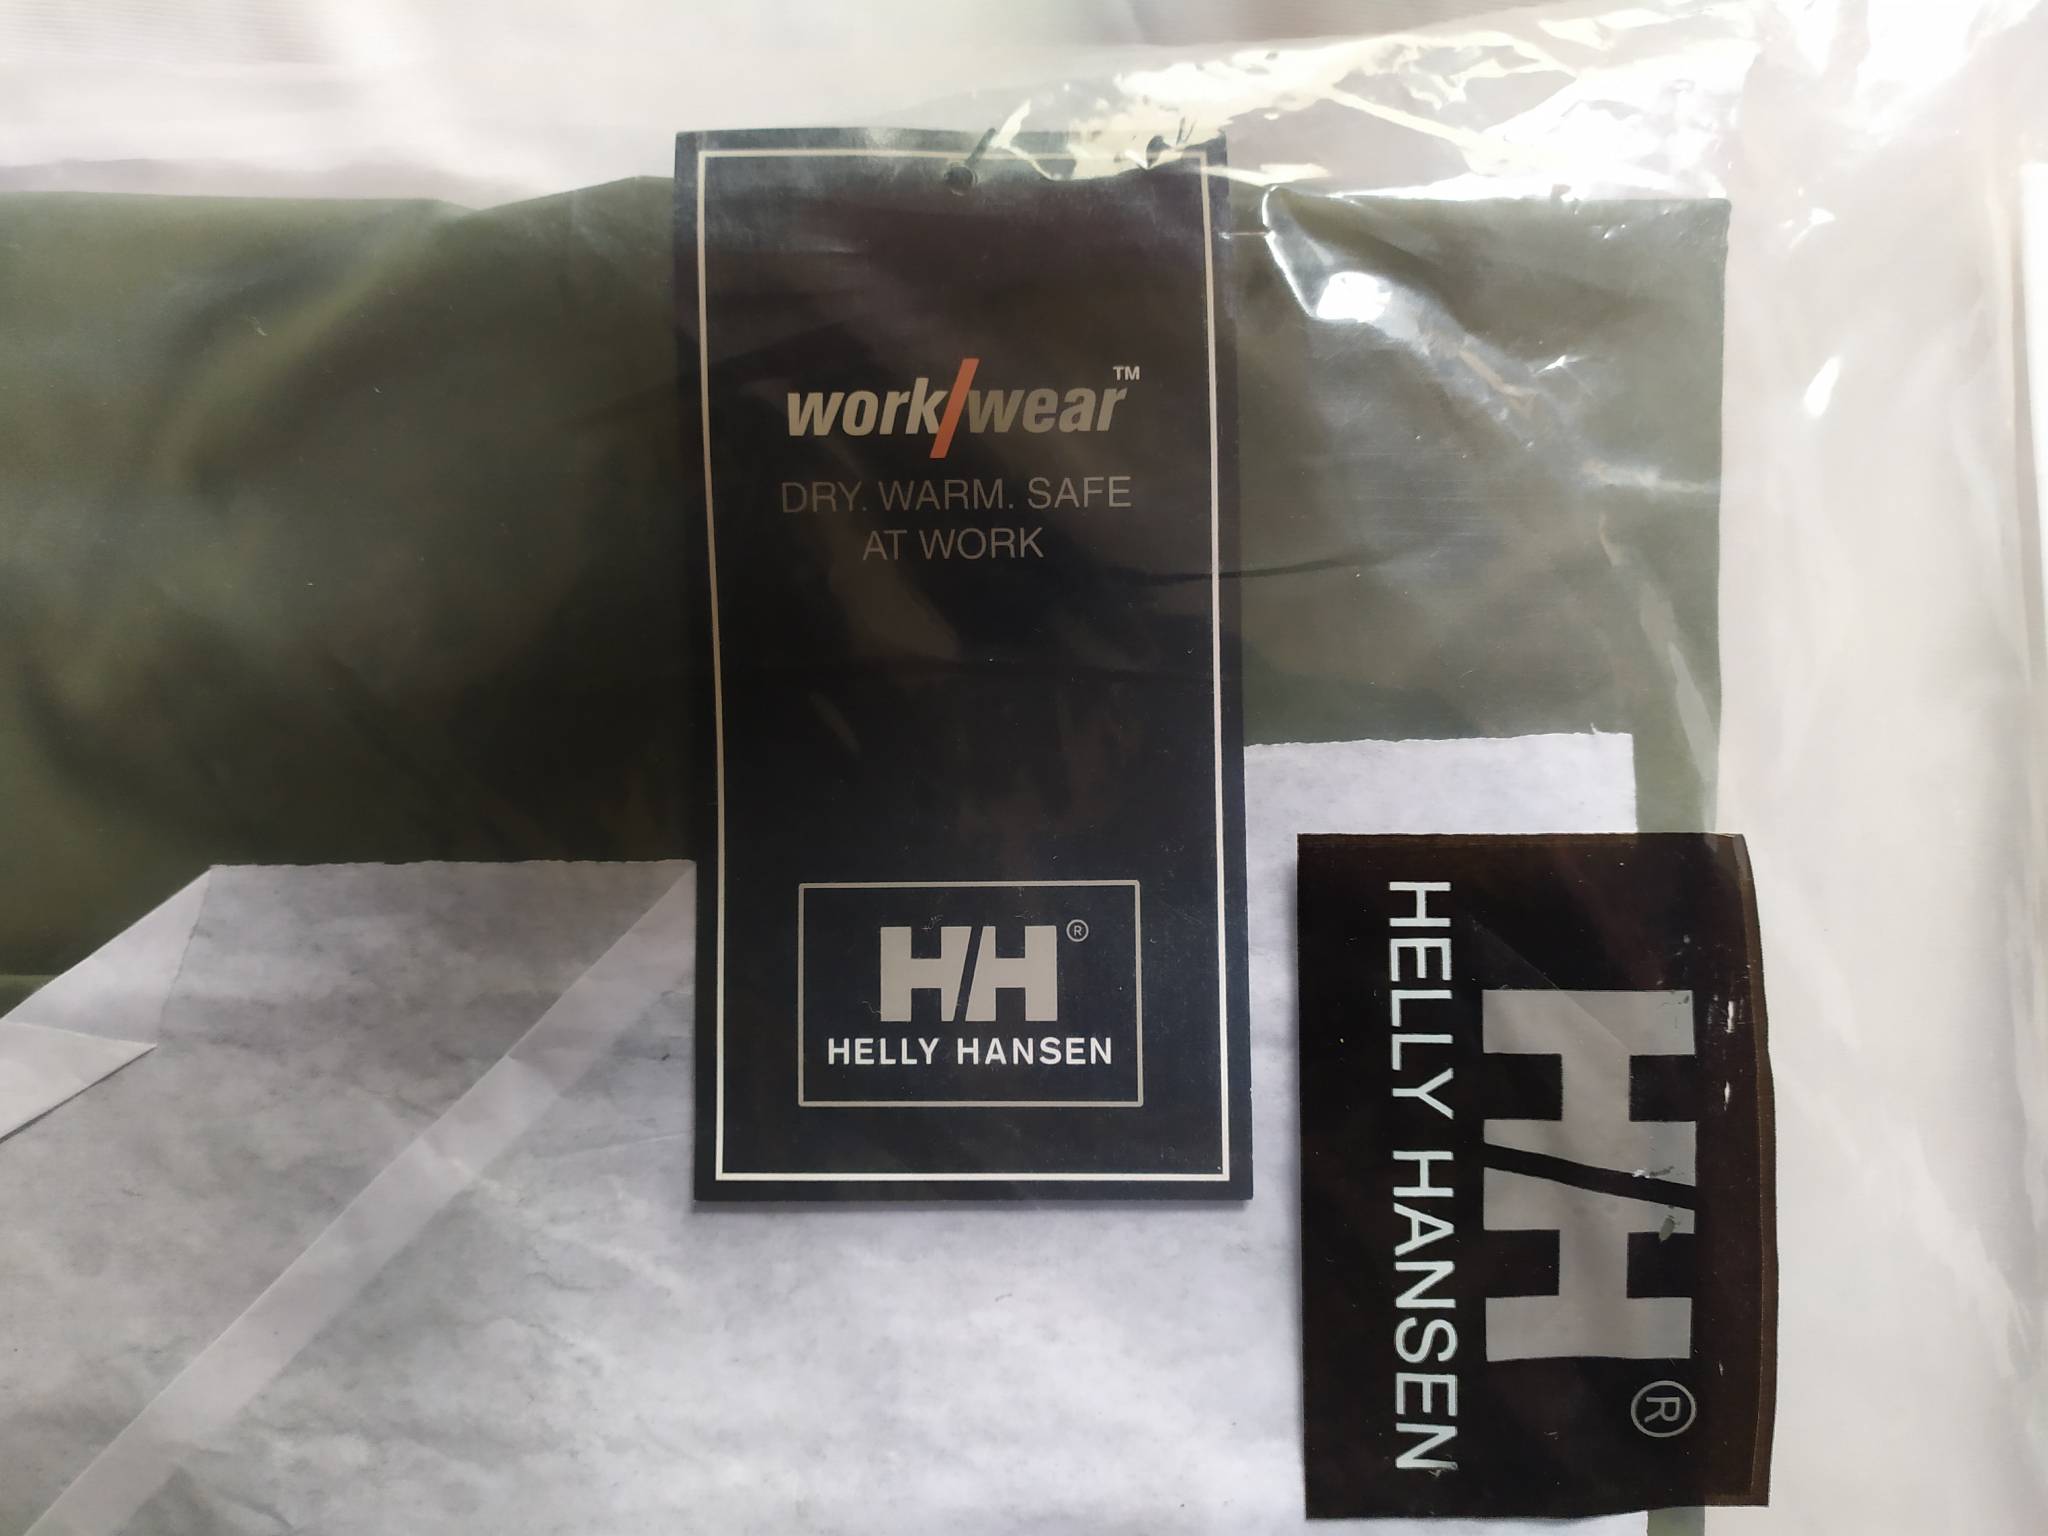 work/wear™
DRY. WARM. SAFE
AT WORK
HH®
HELLY HANSEN
HH®
HELLY HANSEN